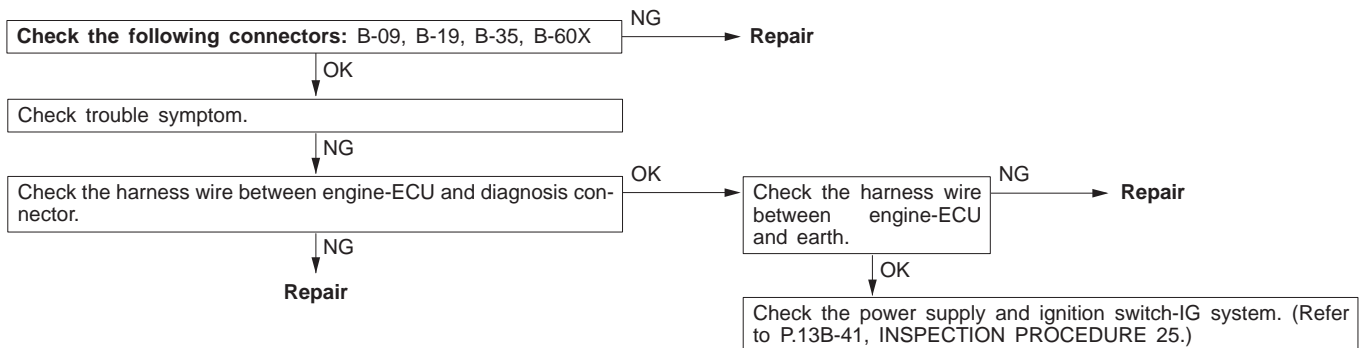 Check the following connectors: B-09, B-19, B-35, B-60X
NG
Repair
OK
Check trouble symptom.
NG
Check the harness wire between engine-ECU and diagnosis con-
nector.
OK
Check the harness wire
between engine-ECU
and earth.
NG
Repair
NG
Repair
OK
Check the power supply and ignition switch-IG system. (Refer
to P.13B-41, INSPECTION PROCEDURE 25.)